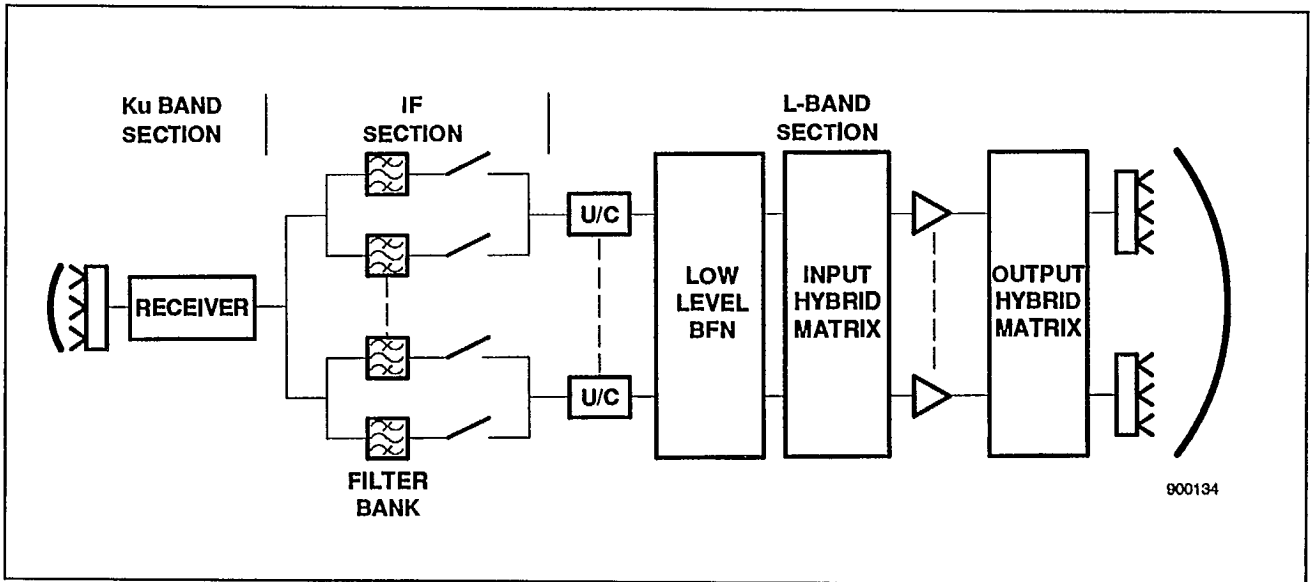 Ku BAND
SECTION
IF
SECTION
L-BAND
SECTION
RECEIVER
U/C
U/C
LOW
LEVEL
BFN
INPUT
HYBRID
MATRIX
OUTPUT
HYBRID
MATRIX
FILTER
BANK
900134